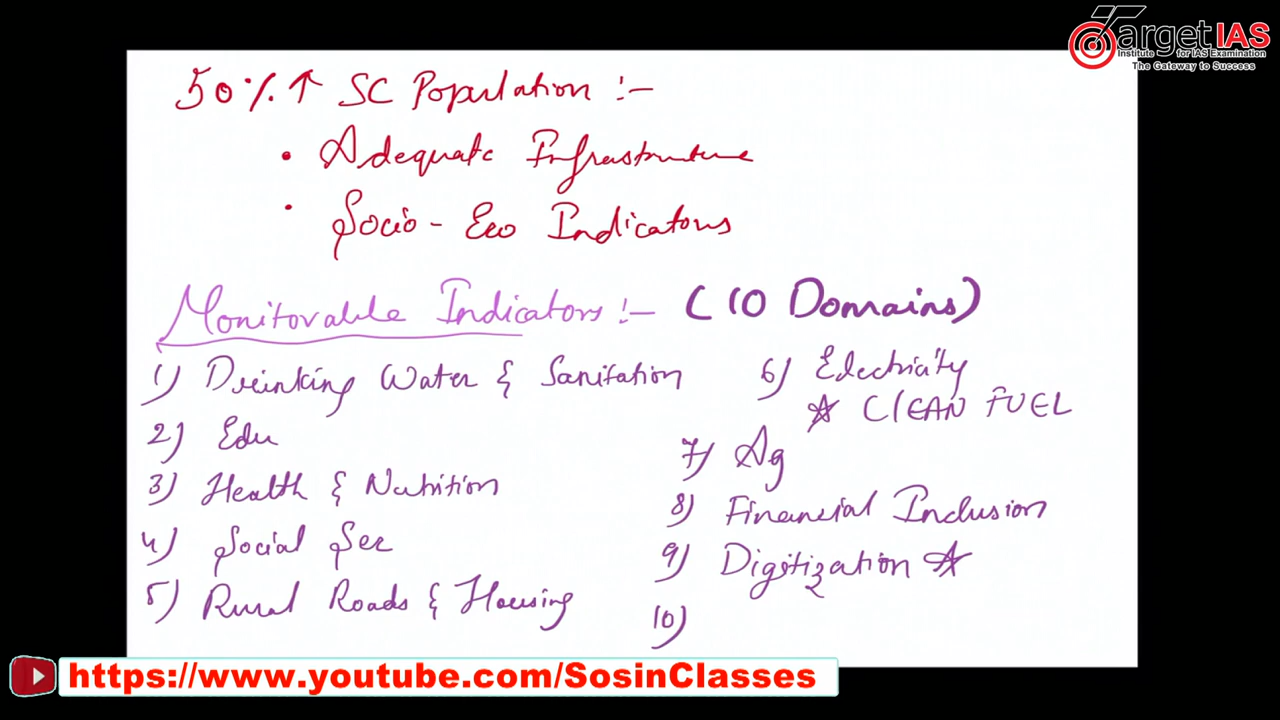 Target IAS
Institute for IAS Examination
The Gateway to Success
50% ↑ SC Population :-
• Adequate Infrastructure
• Socio - Eco Indicators
Monitorable Indicators :- (10 Domains)
1) Drinking Water & Sanitation
2) Edu
3) Health & Nutrition
4) Social Sec
5) Rural Roads & Housing
6) Electricity
☆ ClEAN FUEL
7) Ag
8) Financial Inclusion
9) Digitization ☆
10)
https://www.youtube.com/SosinClasses